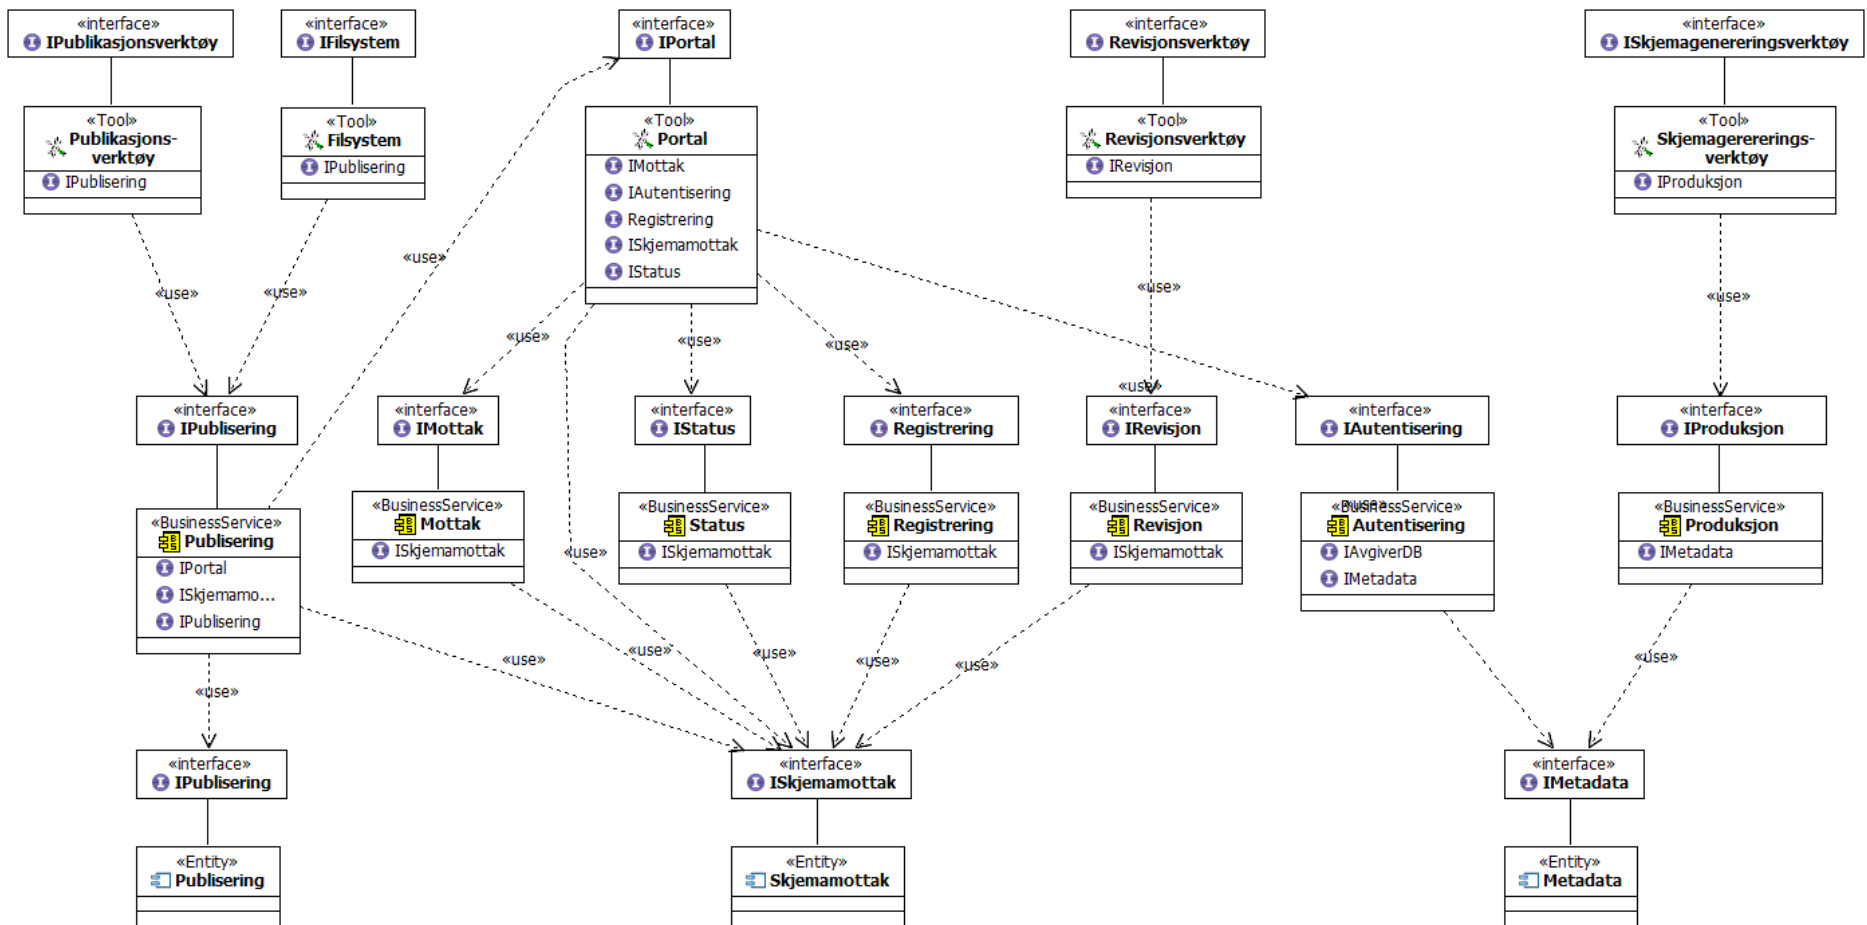 «interface»
IPublikasjonsverktøy
«interface»
IFilsystem
«interface»
IPortal
«interface»
Revisjonsverktøy
«interface»
ISkjemagenereringsverktøy
«Tool»
Publikasjons-
verktøy
IPublisering
«Tool»
Filsystem
IPublisering
«Tool»
Portal
IMottak
IAutentisering
Registrering
ISkjemamottak
IStatus
«Tool»
Revisjonsverktøy
IRevisjon
«Tool»
Skjemagerererings-
verktøy
IProduksjon
«use»
«use»
«use»
«use»
«use»
«use»
«use»
«use»
«use»
«interface»
IPublisering
«interface»
IMottak
«interface»
IStatus
«interface»
Registrering
«interface»
IRevisjon
«interface»
IAutentisering
«interface»
IProduksjon
«BusinessService»
Publisering
IPortal
ISkjemamo...
IPublisering
«BusinessService»
Mottak
ISkjemamottak
«BusinessService»
Status
ISkjemamottak
«BusinessService»
Registrering
ISkjemamottak
«BusinessService»
Revisjon
ISkjemamottak
«use»
«BusinessService»
Autentisering
IAvgiverDB
IMetadata
«BusinessService»
Produksjon
IMetadata
«use»
«use»
«use»
«use»
«use»
«use»
«use»
«use»
«interface»
IPublisering
«interface»
ISkjemamottak
«interface»
IMetadata
«Entity»
Publisering
«Entity»
Skjemamottak
«Entity»
Metadata